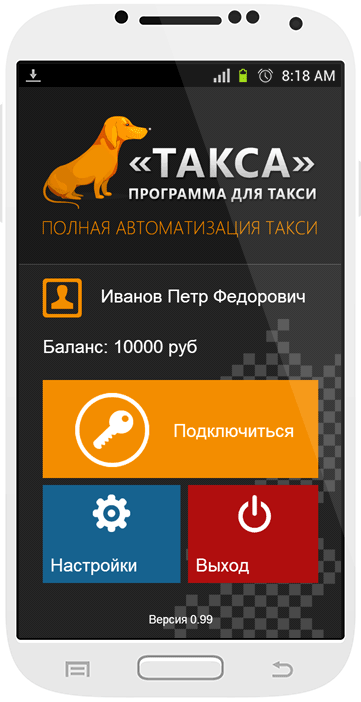 8:18 AM
«ТАКСА»
ПРОГРАММА ДЛЯ ТАКСИ
ПОЛНАЯ АВТОМАТИЗАЦИЯ ТАКСИ
Иванов Петр Федорович
Баланс: 10000 руб
Подключиться
Настройки
Выход
Версия 0.99